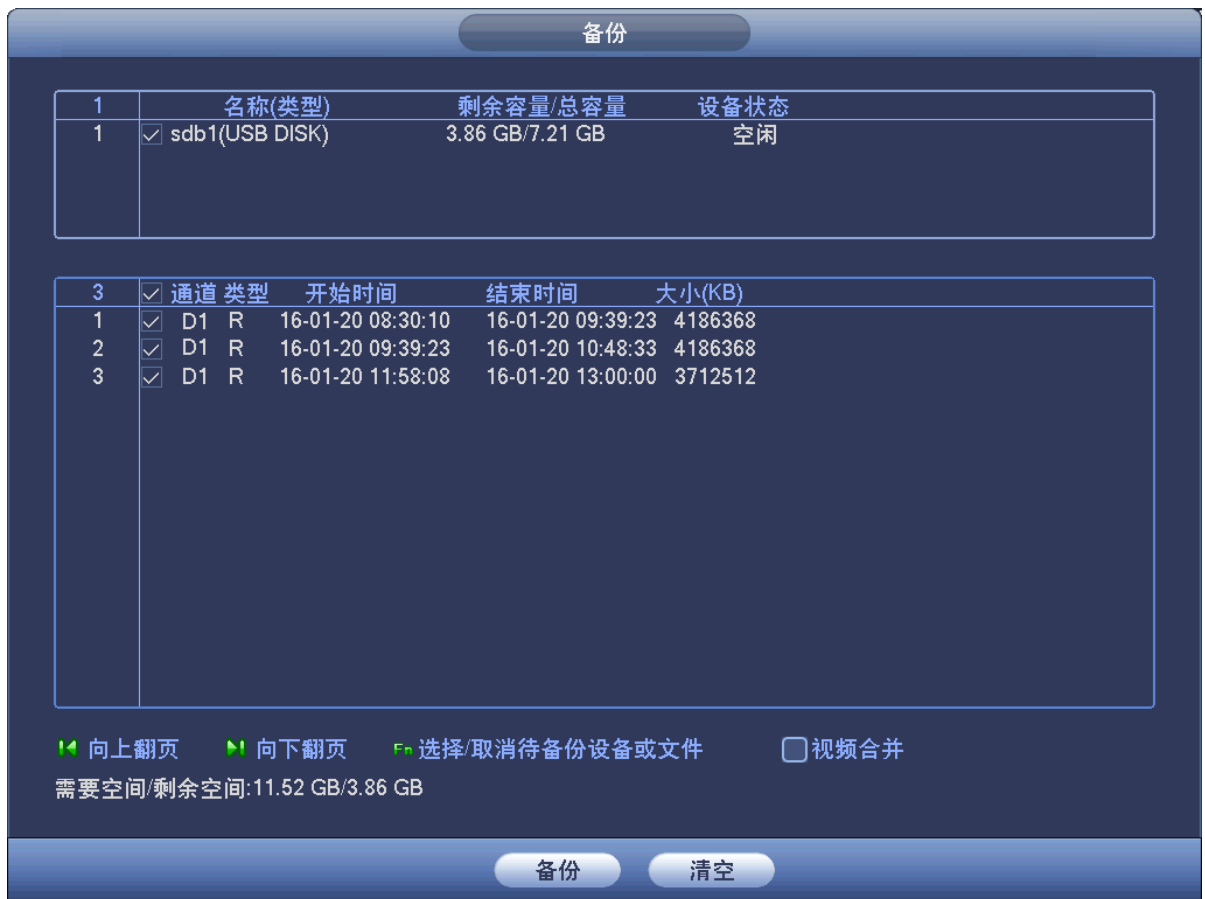 备份
1 名称(类型) 剩余容量/总容量 设备状态
1 sdb1(USB DISK) 3.86 GB/7.21 GB 空闲
3 通道 类型 开始时间 结束时间 大小(KB)
1 D1 R 16-01-20 08:30:10 16-01-20 09:39:23 4186368
2 D1 R 16-01-20 09:39:23 16-01-20 10:48:33 4186368
3 D1 R 16-01-20 11:58:08 16-01-20 13:00:00 3712512
向上翻页 向下翻页 Fn 选择/取消待备份设备或文件 视频合并
需要空间/剩余空间:11.52 GB/3.86 GB
备份 清空